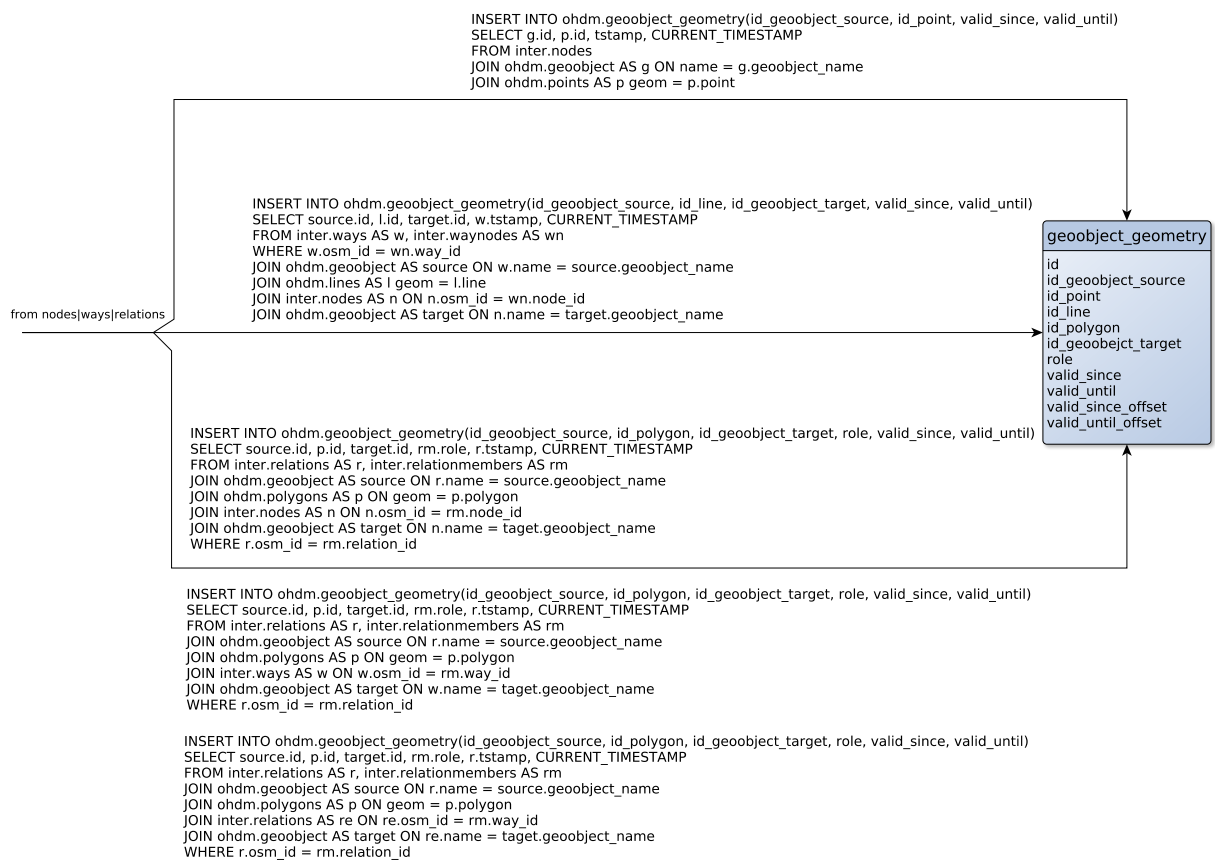 INSERT INTO ohdm.geoobject_geometry(id_geoobject_source, id_point, valid_since, valid_until)
SELECT g.id, p.id, tstamp, CURRENT_TIMESTAMP
FROM inter.nodes
JOIN ohdm.geoobject AS g ON name = g.geoobject_name
JOIN ohdm.points AS p geom = p.point
INSERT INTO ohdm.geoobject_geometry(id_geoobject_source, id_line, id_geoobject_target, valid_since, valid_until)
SELECT source.id, l.id, target.id, w.tstamp, CURRENT_TIMESTAMP
FROM inter.ways AS w, inter.waynodes AS wn
WHERE w.osm_id = wn.way_id
JOIN ohdm.geoobject AS source ON w.name = source.geoobject_name
JOIN ohdm.lines AS l geom = l.line
JOIN inter.nodes AS n ON n.osm_id = wn.node_id
JOIN ohdm.geoobject AS target ON n.name = target.geoobject_name
from nodes|ways|relations
geoobject_geometry
id
id_geoobject_source
id_point
id_line
id_polygon
id_geoobejct_target
role
valid_since
valid_until
valid_since_offset
valid_until_offset
INSERT INTO ohdm.geoobject_geometry(id_geoobject_source, id_polygon, id_geoobject_target, role, valid_since, valid_until)
SELECT source.id, p.id, target.id, rm.role, r.tstamp, CURRENT_TIMESTAMP
FROM inter.relations AS r, inter.relationmembers AS rm
JOIN ohdm.geoobject AS source ON r.name = source.geoobject_name
JOIN ohdm.polygons AS p ON geom = p.polygon
JOIN inter.nodes AS n ON n.osm_id = rm.node_id
JOIN ohdm.geoobject AS target ON n.name = taget.geoobject_name
WHERE r.osm_id = rm.relation_id
INSERT INTO ohdm.geoobject_geometry(id_geoobject_source, id_polygon, id_geoobject_target, role, valid_since, valid_until)
SELECT source.id, p.id, target.id, rm.role, r.tstamp, CURRENT_TIMESTAMP
FROM inter.relations AS r, inter.relationmembers AS rm
JOIN ohdm.geoobject AS source ON r.name = source.geoobject_name
JOIN ohdm.polygons AS p ON geom = p.polygon
JOIN inter.ways AS w ON w.osm_id = rm.way_id
JOIN ohdm.geoobject AS target ON w.name = taget.geoobject_name
WHERE r.osm_id = rm.relation_id
INSERT INTO ohdm.geoobject_geometry(id_geoobject_source, id_polygon, id_geoobject_target, role, valid_since, valid_until)
SELECT source.id, p.id, target.id, rm.role, r.tstamp, CURRENT_TIMESTAMP
FROM inter.relations AS r, inter.relationmembers AS rm
JOIN ohdm.geoobject AS source ON r.name = source.geoobject_name
JOIN ohdm.polygons AS p ON geom = p.polygon
JOIN inter.relations AS re ON re.osm_id = rm.way_id
JOIN ohdm.geoobject AS target ON re.name = taget.geoobject_name
WHERE r.osm_id = rm.relation_id